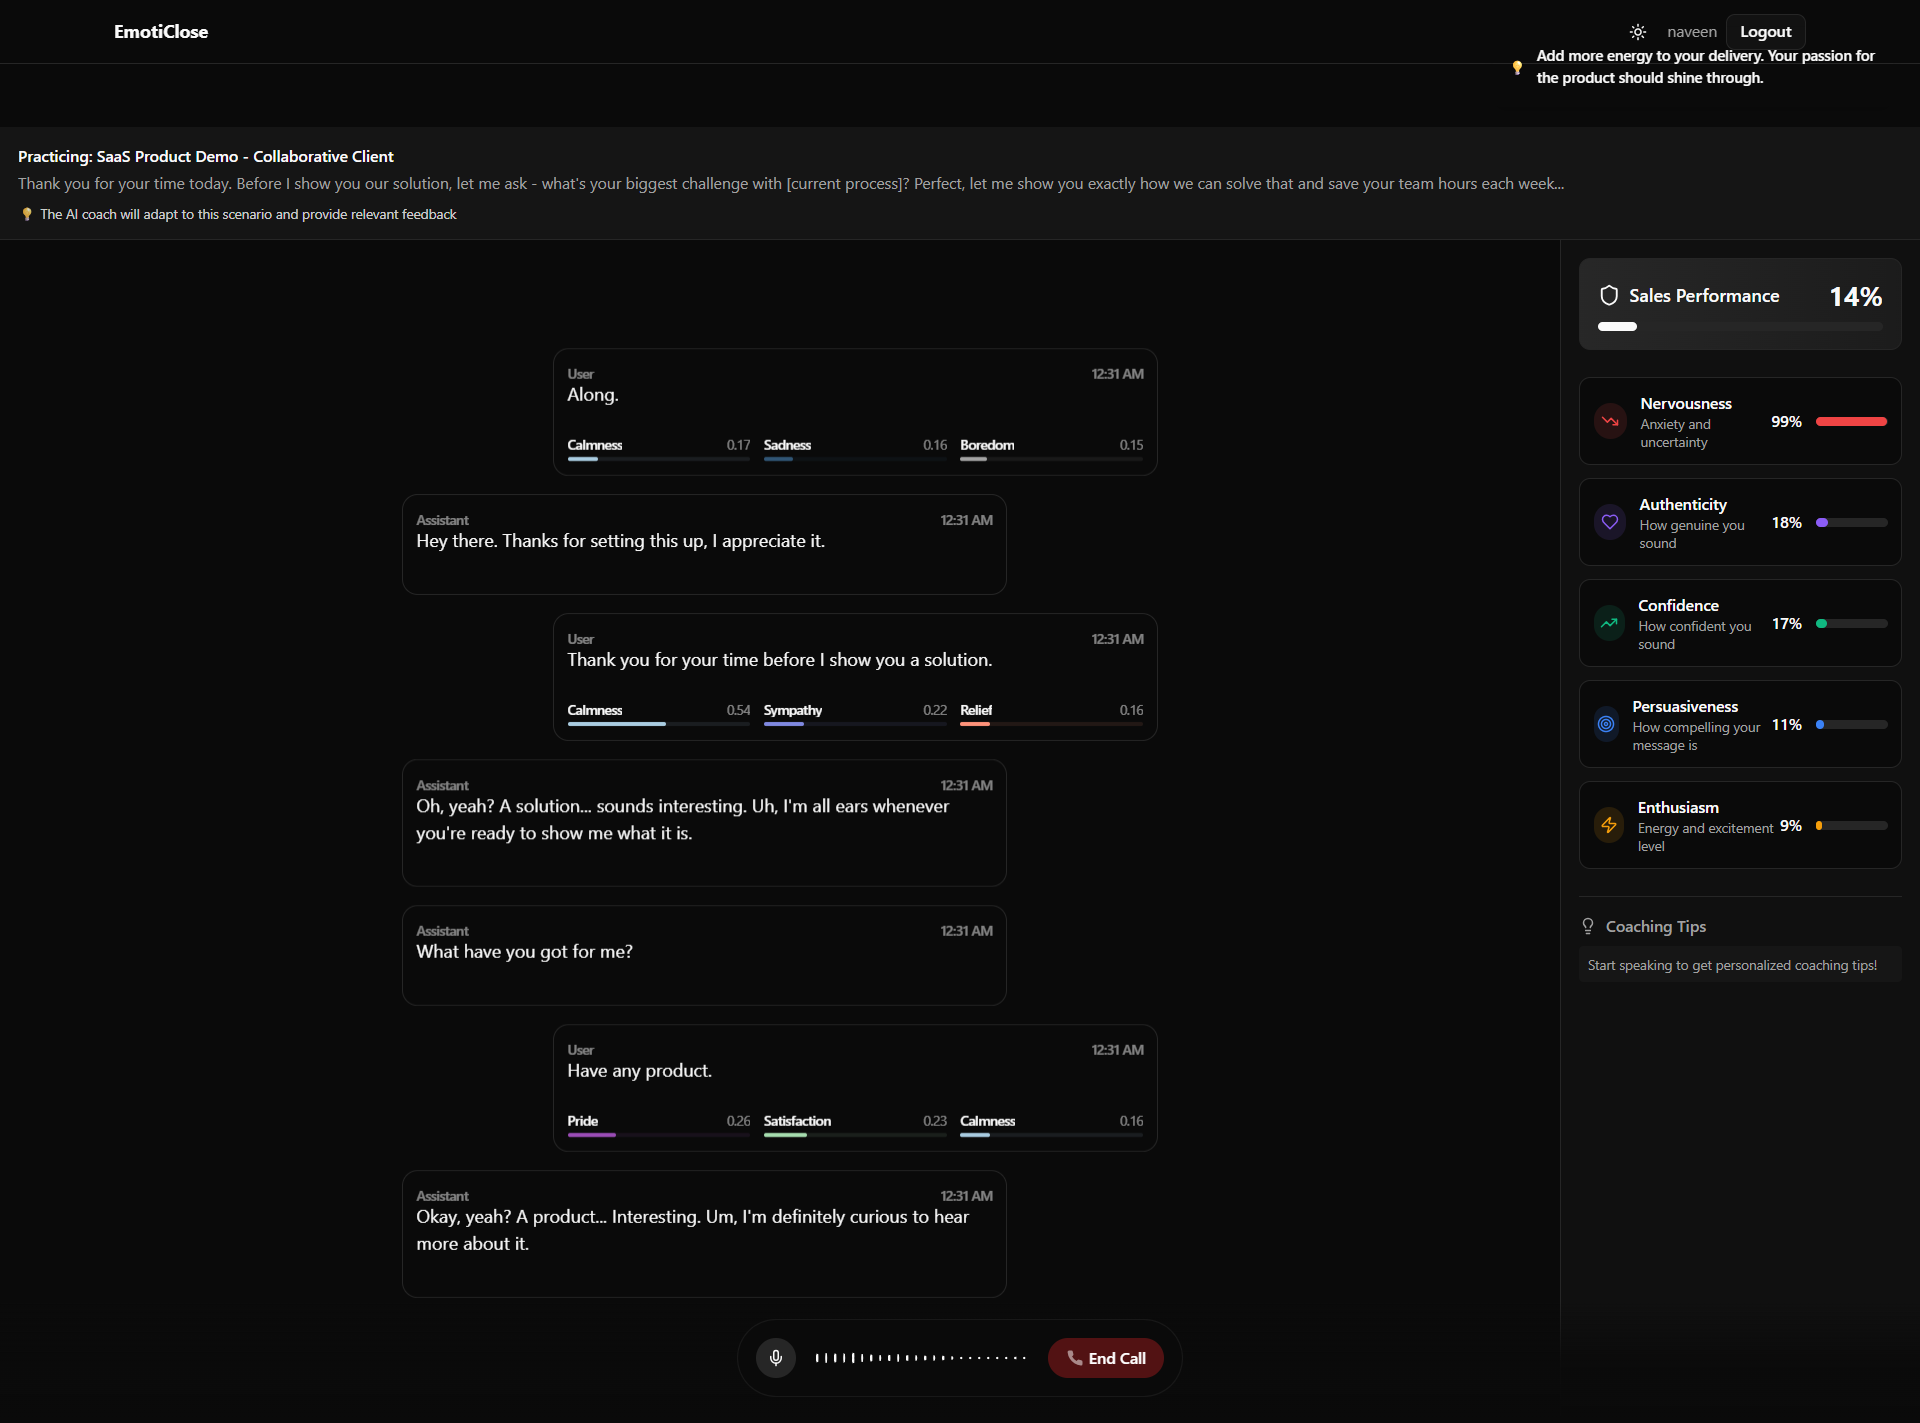 EmotiClose
naveen
Logout
Add more energy to your delivery. Your passion for
the product should shine through.
Practicing: SaaS Product Demo - Collaborative Client
Thank you for your time today. Before I show you our solution, let me ask - what's your biggest challenge with [current process]? Perfect, let me show you exactly how we can solve that and save your team hours each week...
The AI coach will adapt to this scenario and provide relevant feedback
User 12:31 AM
Along.
Calmness 0.17 Sadness 0.16 Boredom 0.15
Assistant 12:31 AM
Hey there. Thanks for setting this up, I appreciate it.
User 12:31 AM
Thank you for your time before I show you a solution.
Calmness 0.54 Sympathy 0.22 Relief 0.16
Assistant 12:31 AM
Oh, yeah? A solution... sounds interesting. Uh, I'm all ears whenever
you're ready to show me what it is.
Assistant 12:31 AM
What have you got for me?
User 12:31 AM
Have any product.
Pride 0.26 Satisfaction 0.23 Calmness 0.16
Assistant 12:31 AM
Okay, yeah? A product... Interesting. Um, I'm definitely curious to hear
more about it.
End Call
Sales Performance 14%
Nervousness
Anxiety and
uncertainty
99%
Authenticity
How genuine you
sound
18%
Confidence
How confident you
sound
17%
Persuasiveness
How compelling your
message is
11%
Enthusiasm
Energy and excitement
level
9%
Coaching Tips
Start speaking to get personalized coaching tips!